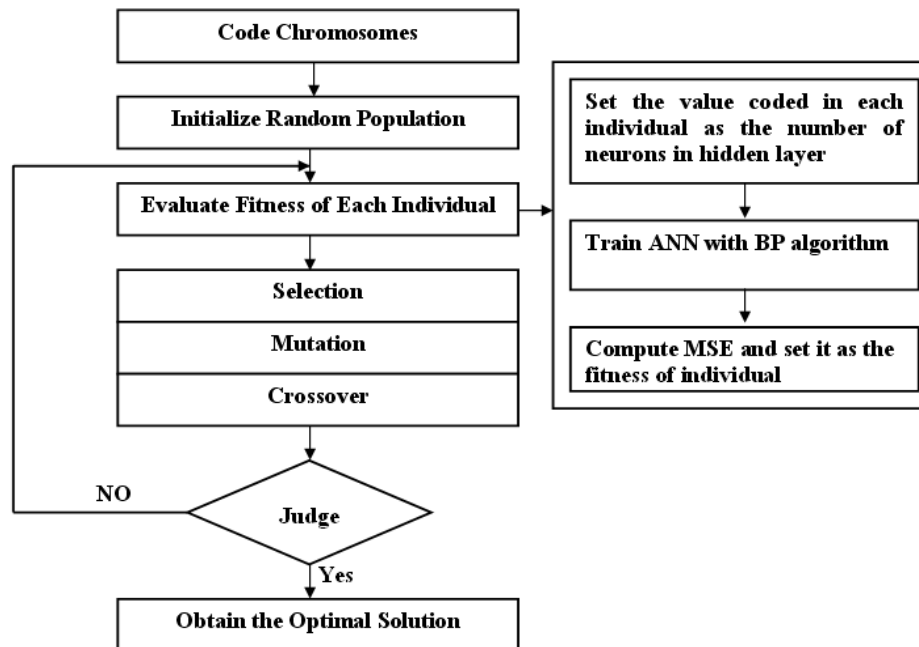 Code Chromosomes
Initialize Random Population
Evaluate Fitness of Each Individual
Selection
Mutation
Crossover
NO
Judge
Yes
Obtain the Optimal Solution
Set the value coded in each
individual as the number of
neurons in hidden layer
Train ANN with BP algorithm
Compute MSE and set it as the
fitness of individual